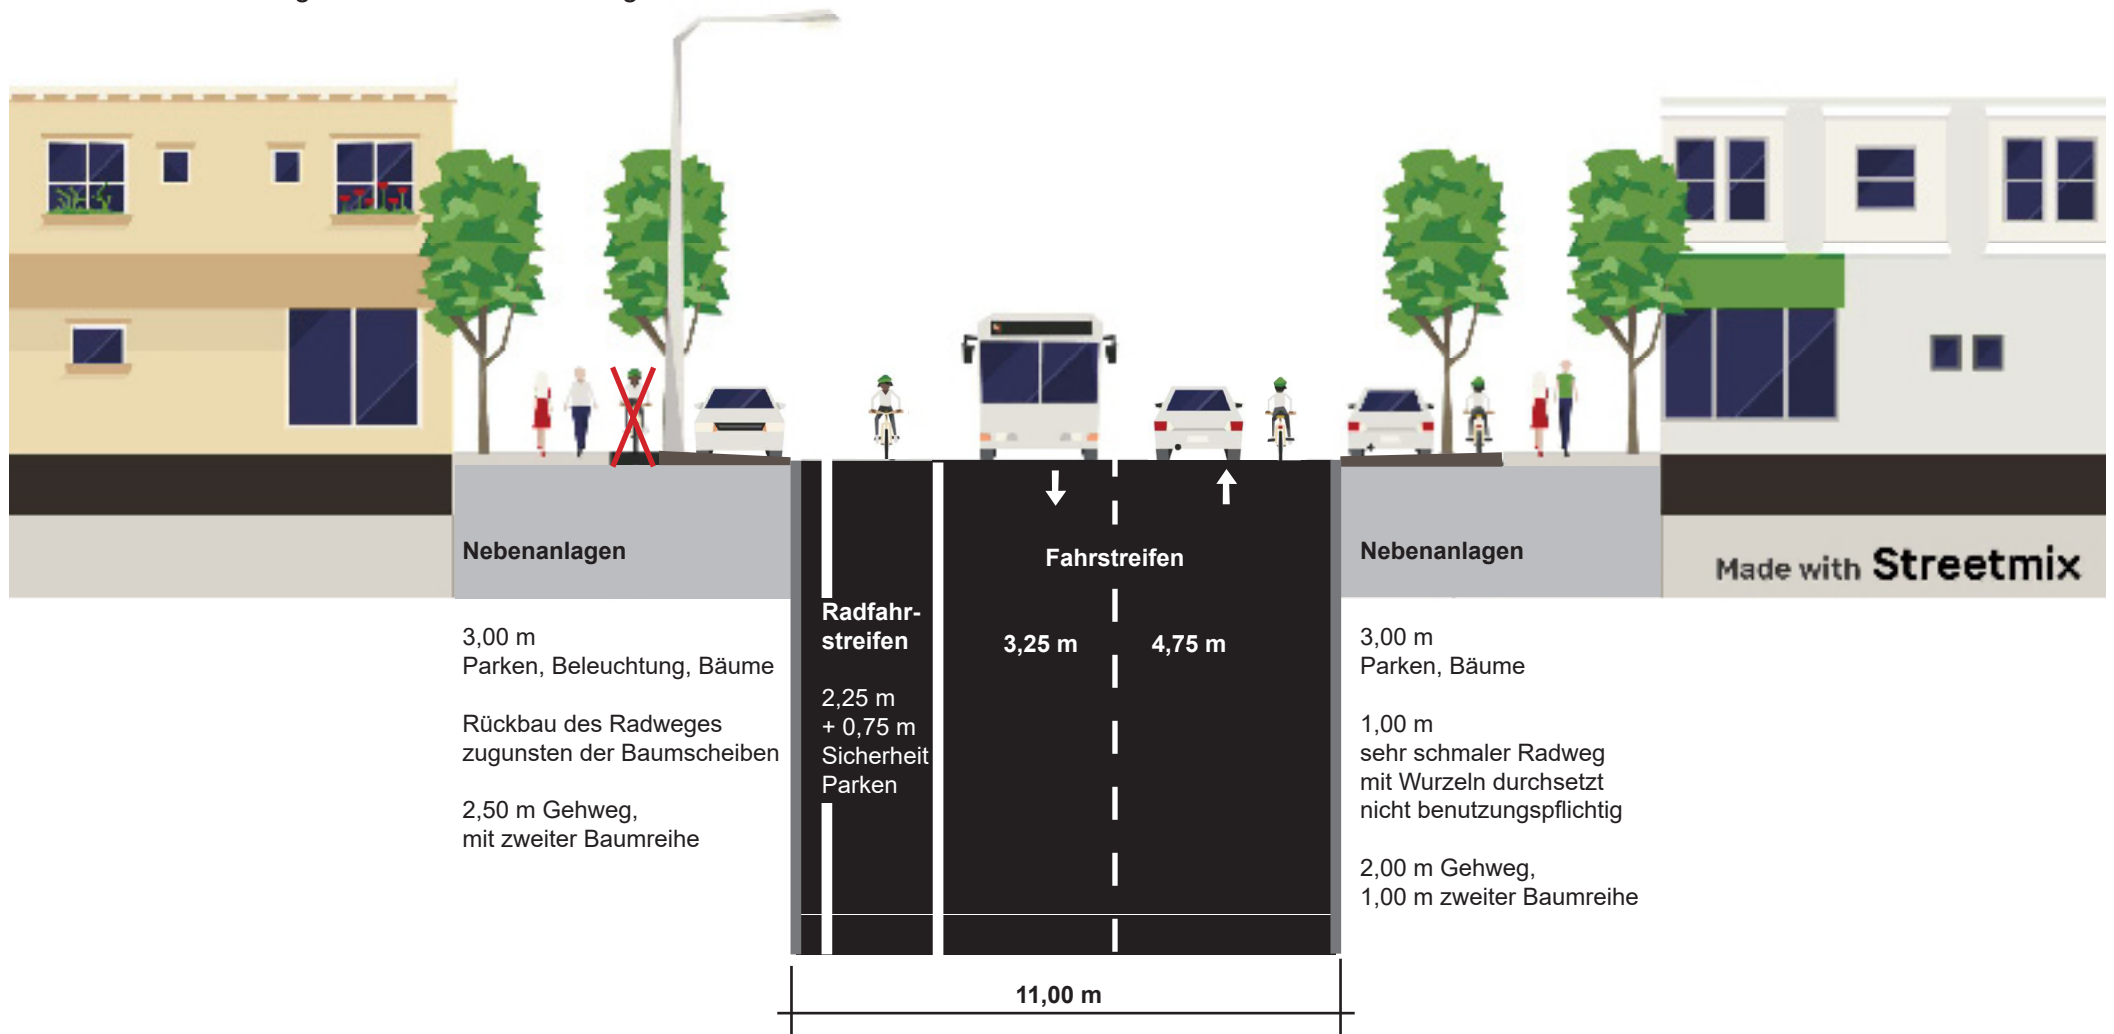 Nebenanlagen
3,00 m
Parken, Beleuchtung, Bäume
Rückbau des Radweges
zugunsten der Baumscheiben
2,50 m Gehweg,
mit zweiter Baumreihe
Radfahr-
streifen
2,25 m
+ 0,75 m
Sicherheit
Parken
Fahrstreifen
3,25 m
4,75 m
11,00 m
Nebenanlagen
3,00 m
Parken, Bäume
1,00 m
sehr schmaler Radweg
mit Wurzeln durchsetzt
nicht benutzungspflichtig
2,00 m Gehweg,
1,00 m zweiter Baumreihe
Made with Streetmix